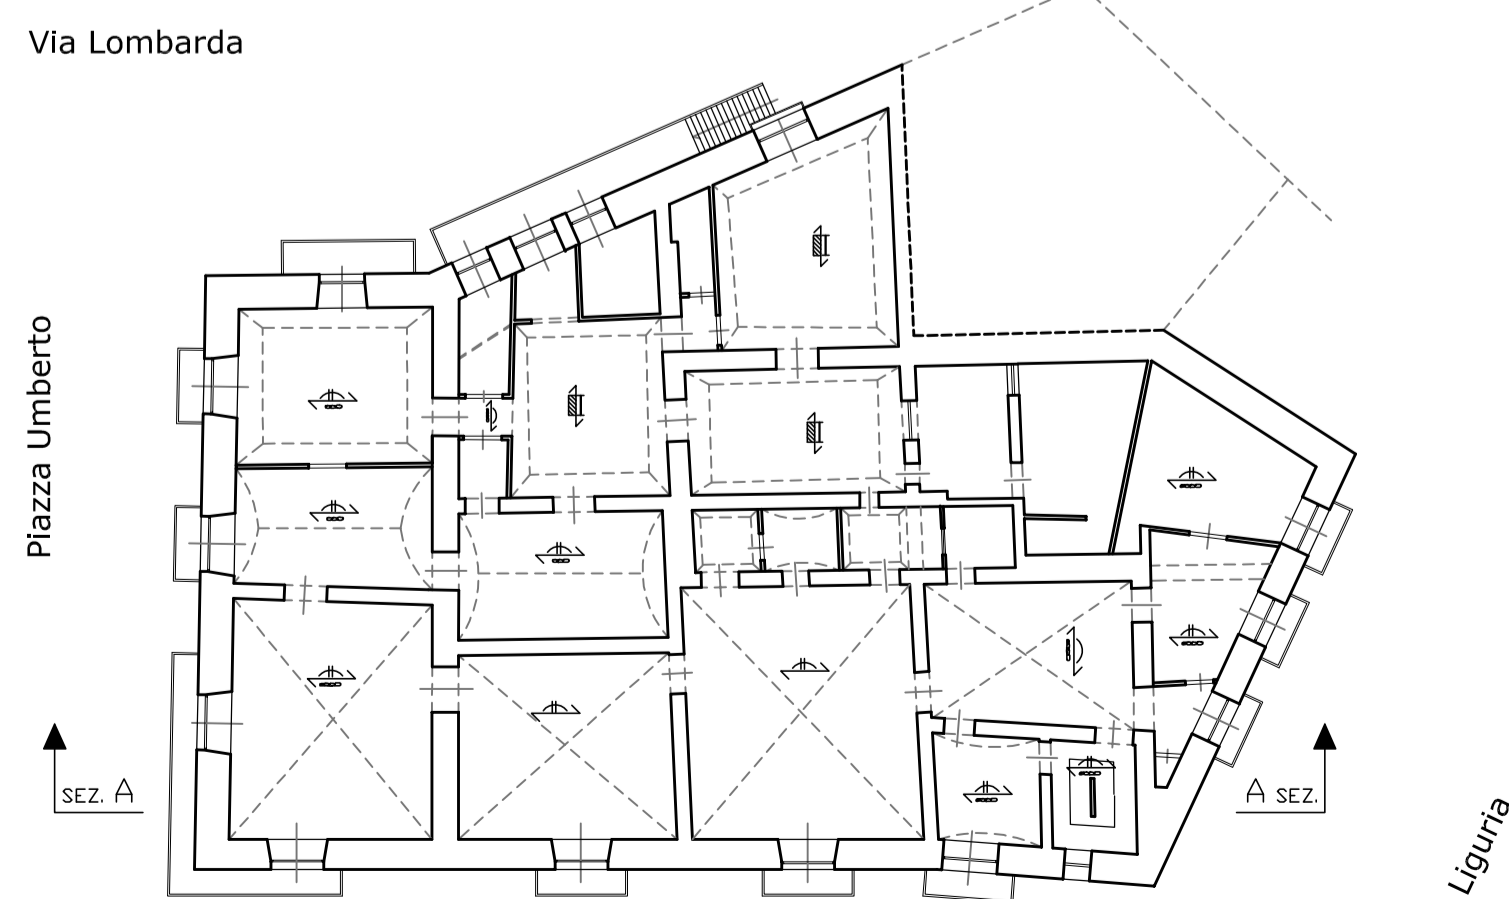 Via Lombarda
Piazza Umberto
SEZ. A
A SEZ.
Liguria